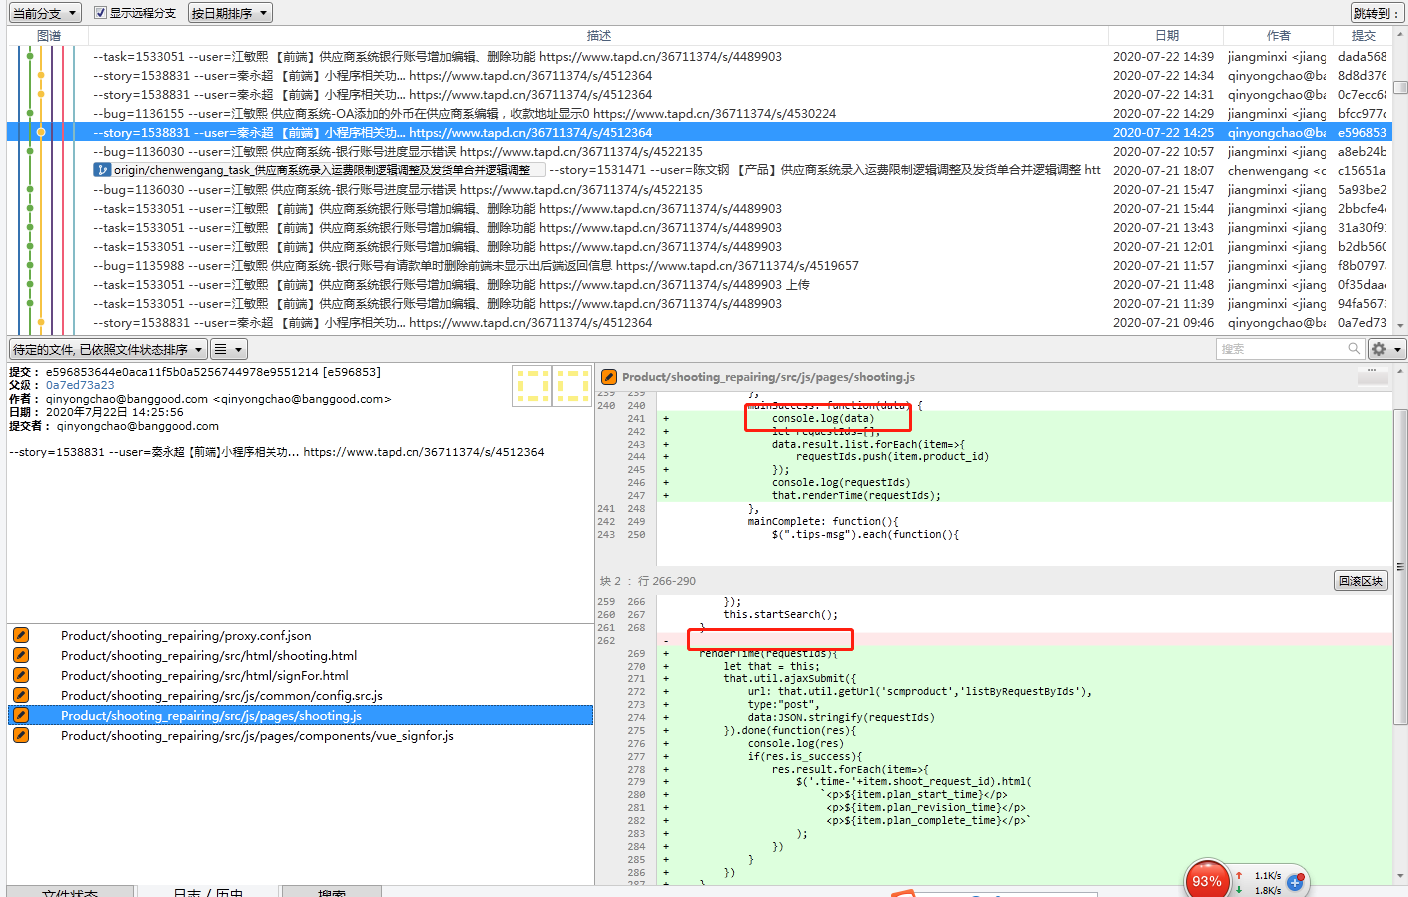 当前分支 显示远程分支 按日期排序 跳转到：
图谱 描述 日期 作者 提交
--task=1533051 --user=江敏熙 【前端】供应商系统银行账号增加编辑、删除功能 https://www.tapd.cn/36711374/s/4489903 2020-07-22 14:39 jiangminxi <jiang dada568
--story=1538831 --user=秦永超 【前端】小程序相关功... https://www.tapd.cn/36711374/s/4512364 2020-07-22 14:34 qinyongchao@ba 8d8d376
--story=1538831 --user=秦永超 【前端】小程序相关功... https://www.tapd.cn/36711374/s/4512364 2020-07-22 14:31 qinyongchao@ba 0c7ecc6
--bug=1136155 --user=江敏熙 供应商系统-OA添加的外币在供应商系编辑，收款地址显示0 https://www.tapd.cn/36711374/s/4530224 2020-07-22 14:29 jiangminxi <jiang bfcc977
--story=1538831 --user=秦永超 【前端】小程序相关功... https://www.tapd.cn/36711374/s/4512364 2020-07-22 14:25 qinyongchao@ba e596853
--bug=1136030 --user=江敏熙 供应商系统-银行账号进度显示错误 https://www.tapd.cn/36711374/s/4522135 2020-07-22 10:57 jiangminxi <jiang a8eb24b
origin/chenwengang_task_供应商系统录入运费限制逻辑调整及发货单合并逻辑调整 --story=1531471 --user=陈文钢 【产品】供应商系统录入运费限制逻辑调整及发货单合并逻辑调整 htt 2020-07-21 18:07 chenwengang <c c15651a
--bug=1136030 --user=江敏熙 供应商系统-银行账号进度显示错误 https://www.tapd.cn/36711374/s/4522135 2020-07-21 15:47 jiangminxi <jiang 5a93be2
--task=1533051 --user=江敏熙 【前端】供应商系统银行账号增加编辑、删除功能 https://www.tapd.cn/36711374/s/4489903 2020-07-21 15:44 jiangminxi <jiang 2bbcfe4
--task=1533051 --user=江敏熙 【前端】供应商系统银行账号增加编辑、删除功能 https://www.tapd.cn/36711374/s/4489903 2020-07-21 13:43 jiangminxi <jiang 31a30f9
--task=1533051 --user=江敏熙 【前端】供应商系统银行账号增加编辑、删除功能 https://www.tapd.cn/36711374/s/4489903 2020-07-21 12:01 jiangminxi <jiang b2db560
--bug=1135988 --user=江敏熙 供应商系统-银行账号有请款单时删除前端未显示出后端返回信息 https://www.tapd.cn/36711374/s/4519657 2020-07-21 11:57 jiangminxi <jiang f8b0797
--task=1533051 --user=江敏熙 【前端】供应商系统银行账号增加编辑、删除功能 https://www.tapd.cn/36711374/s/4489903 上传 2020-07-21 11:48 jiangminxi <jiang 0f35daa
--task=1533051 --user=江敏熙 【前端】供应商系统银行账号增加编辑、删除功能 https://www.tapd.cn/36711374/s/4489903 2020-07-21 11:39 jiangminxi <jiang 94fa567
--story=1538831 --user=秦永超 【前端】小程序相关功... https://www.tapd.cn/36711374/s/4512364 2020-07-21 09:46 qinyongchao@ba 0a7ed73
待定的文件, 已依照文件状态排序 搜索
提交： e596853644e0aca11f5b0a5256744978e9551214 [e596853]
父级： 0a7ed73a23
作者： qinyongchao@banggood.com <qinyongchao@banggood.com>
日期： 2020年7月22日 14:25:56
提交者： qinyongchao@banggood.com
--story=1538831 --user=秦永超 【前端】小程序相关功... https://www.tapd.cn/36711374/s/4512364
Product/shooting_repairing/proxy.conf.json
Product/shooting_repairing/src/html/shooting.html
Product/shooting_repairing/src/html/signFor.html
Product/shooting_repairing/src/js/common/config.src.js
Product/shooting_repairing/src/js/pages/shooting.js
Product/shooting_repairing/src/js/pages/components/vue_signfor.js
Product/shooting_repairing/src/js/pages/shooting.js
239 239 },
240 240 mainSuccess: function(data) {
241 + console.log(data)
242 + let requestIds=[];
243 + data.result.list.forEach(item=>{
244 + requestIds.push(item.product_id)
245 + });
246 + console.log(requestIds)
247 + that.renderTime(requestIds);
241 248 },
242 249 mainComplete: function(){
243 250 $(".tips-msg").each(function(){
块 2 ：行 266-290 回滚区块
259 266 });
260 267 this.startSearch();
261 268 }
262 -
269 + renderTime(requestIds){
270 + let that = this;
271 + that.util.ajaxSubmit({
272 + url: that.util.getUrl('scmproduct','listByRequestByIds'),
273 + type:"post",
274 + data:JSON.stringify(requestIds)
275 + }).done(function(res){
276 + console.log(res)
277 + if(res.is_success){
278 + res.result.forEach(item=>{
279 + $('.time-'+item.shoot_request_id).html(
280 + `<p>${item.plan_start_time}</p>
281 + <p>${item.plan_revision_time}</p>
282 + <p>${item.plan_complete_time}</p>`
283 + );
284 + })
285 + }
286 + })
287 + }
文件状态 日志 / 历史 搜索
93% 1.1K/s
1.8K/s